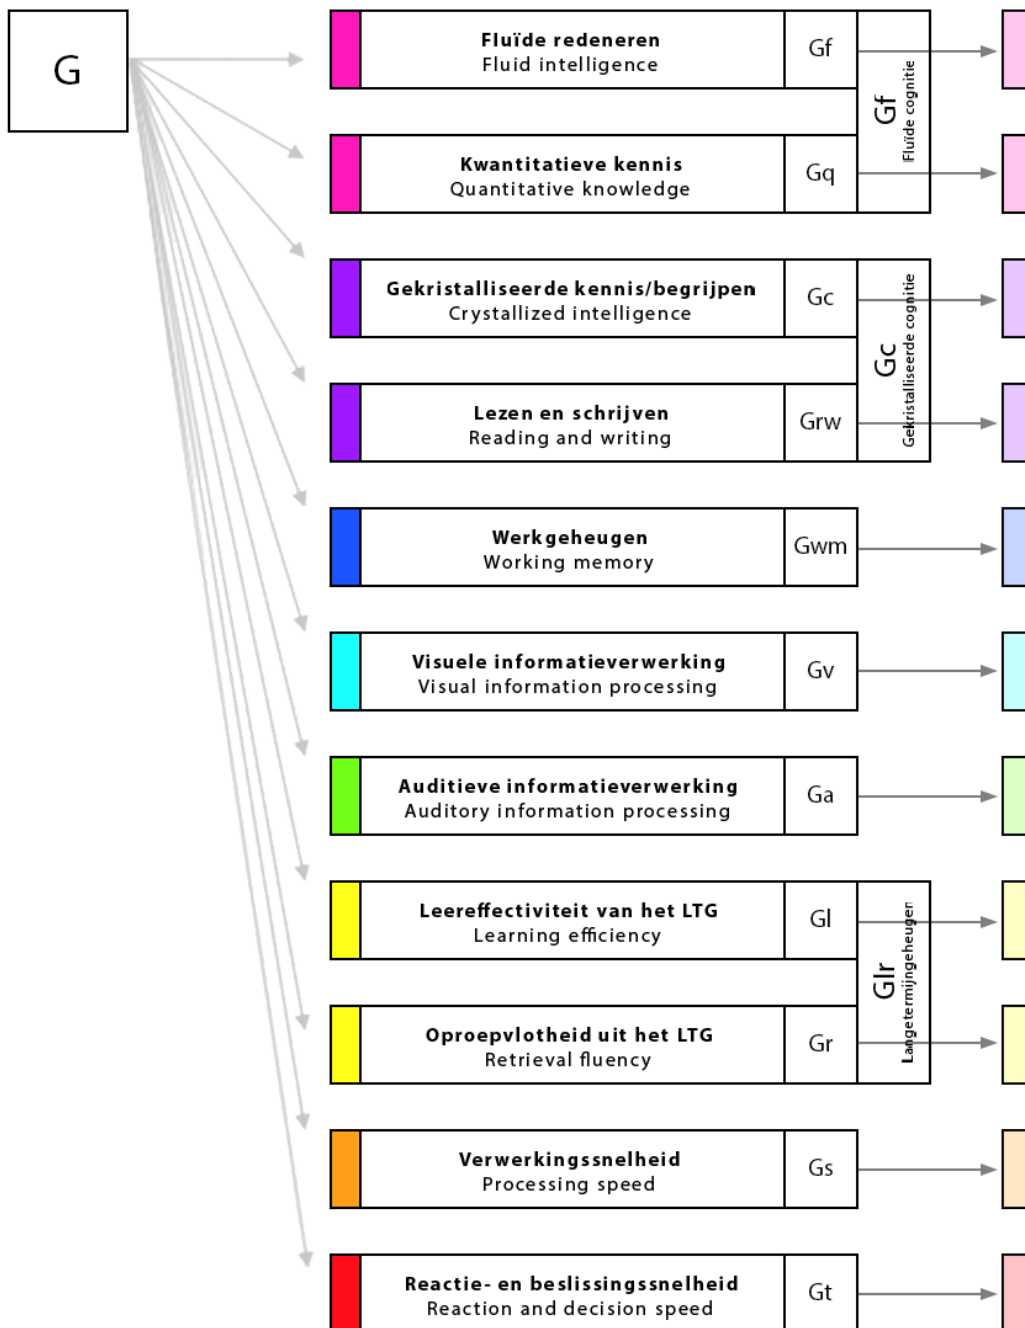 G
Fluïde redeneren
Fluid intelligence
Gf
Gf
Fluïde cognitie
Kwantitatieve kennis
Quantitative knowledge
Gq
Gekristalliseerde kennis/begrijpen
Crystallized intelligence
Gc
Gc
Gekristalliseerde cognitie
Lezen en schrijven
Reading and writing
Grw
Werkgeheugen
Working memory
Gwm
Visuele informatieverwerking
Visual information processing
Gv
Auditieve informatieverwerking
Auditory information processing
Ga
Leereffectiviteit van het LTG
Learning efficiency
Gl
Glr
Langetermijngeheugen
Oproepvlotheid uit het LTG
Retrieval fluency
Gr
Verwerkingssnelheid
Processing speed
Gs
Reactie- en beslissingssnelheid
Reaction and decision speed
Gt